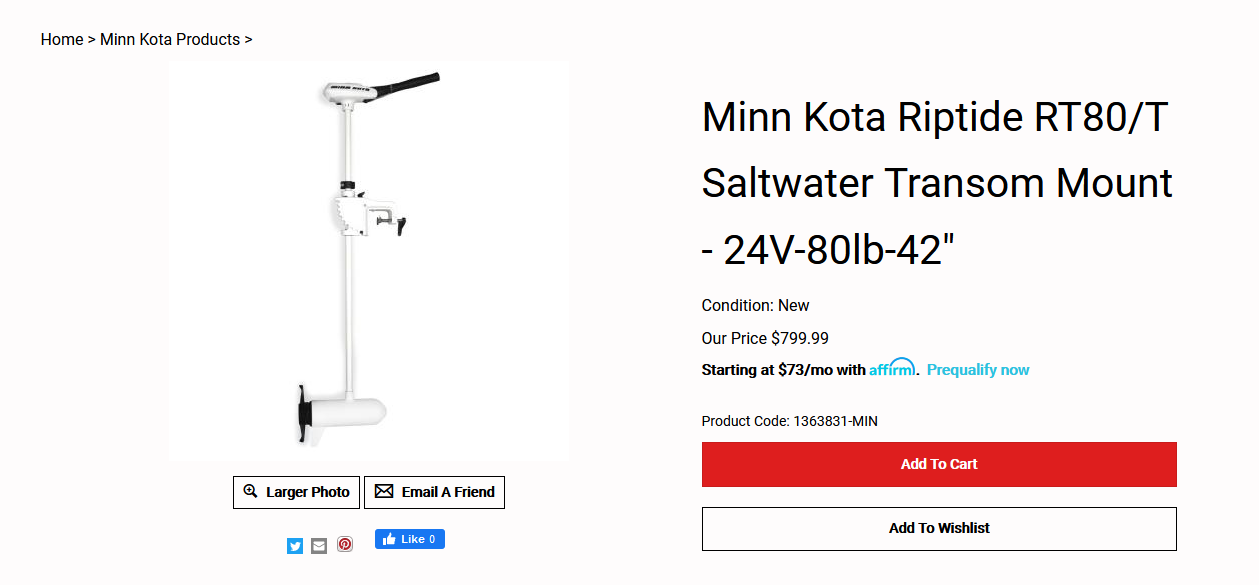 Home > Minn Kota Products >
MINN KOTA
Minn Kota Riptide RT80/T
Saltwater Transom Mount
- 24V-80lb-42"
Condition: New
Our Price $799.99
Starting at $73/mo with affirm. Prequalify now
Product Code: 1363831-MIN
Add To Cart
Add To Wishlist
Larger Photo
Email A Friend
Like 0